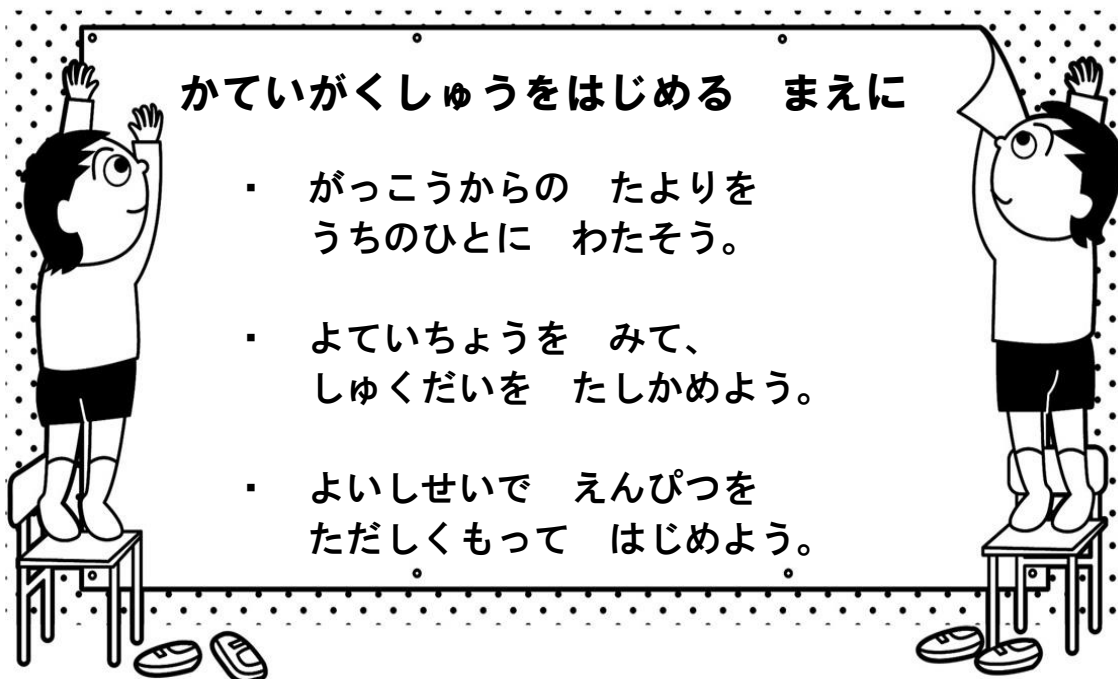 かていがくしゅうをはじめる　まえに
・　がっこうからの　たよりを
うちのひとに　わたそう。
・　よていちょうを　みて、
しゅくだいを　たしかめよう。
・　よいしせいで　えんぴつを
ただしくもって　はじめよう。